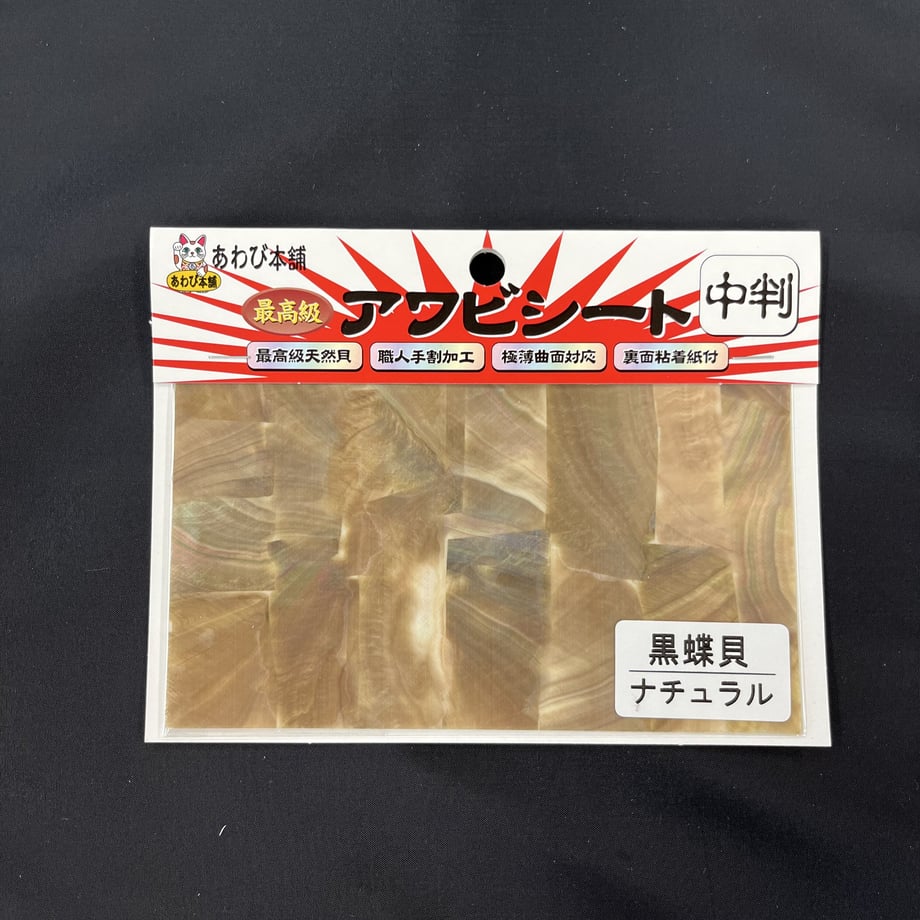 あわび本舗
あわび本舗
最高級
アワビシート
中判
最高級天然貝
職人手割加工
極薄曲面対応
裏面粘着紙付
黒蝶貝
ナチュラル